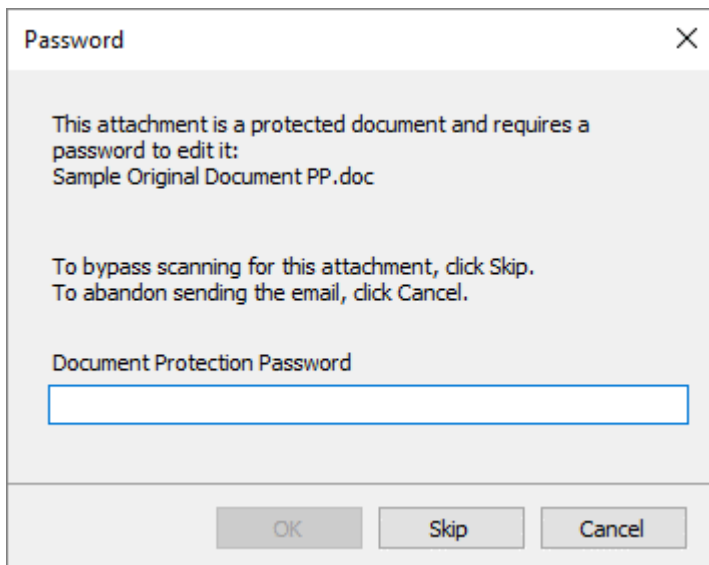 Password
This attachment is a protected document and requires a
password to edit it:
Sample Original Document PP.doc
To bypass scanning for this attachment, click Skip.
To abandon sending the email, click Cancel.
Document Protection Password
OK
Skip
Cancel